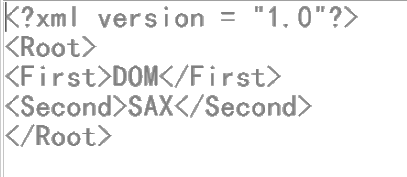 <?xml version = "1.0"?>
<Root>
<First>DOM</First>
<Second>SAX</Second>
</Root>